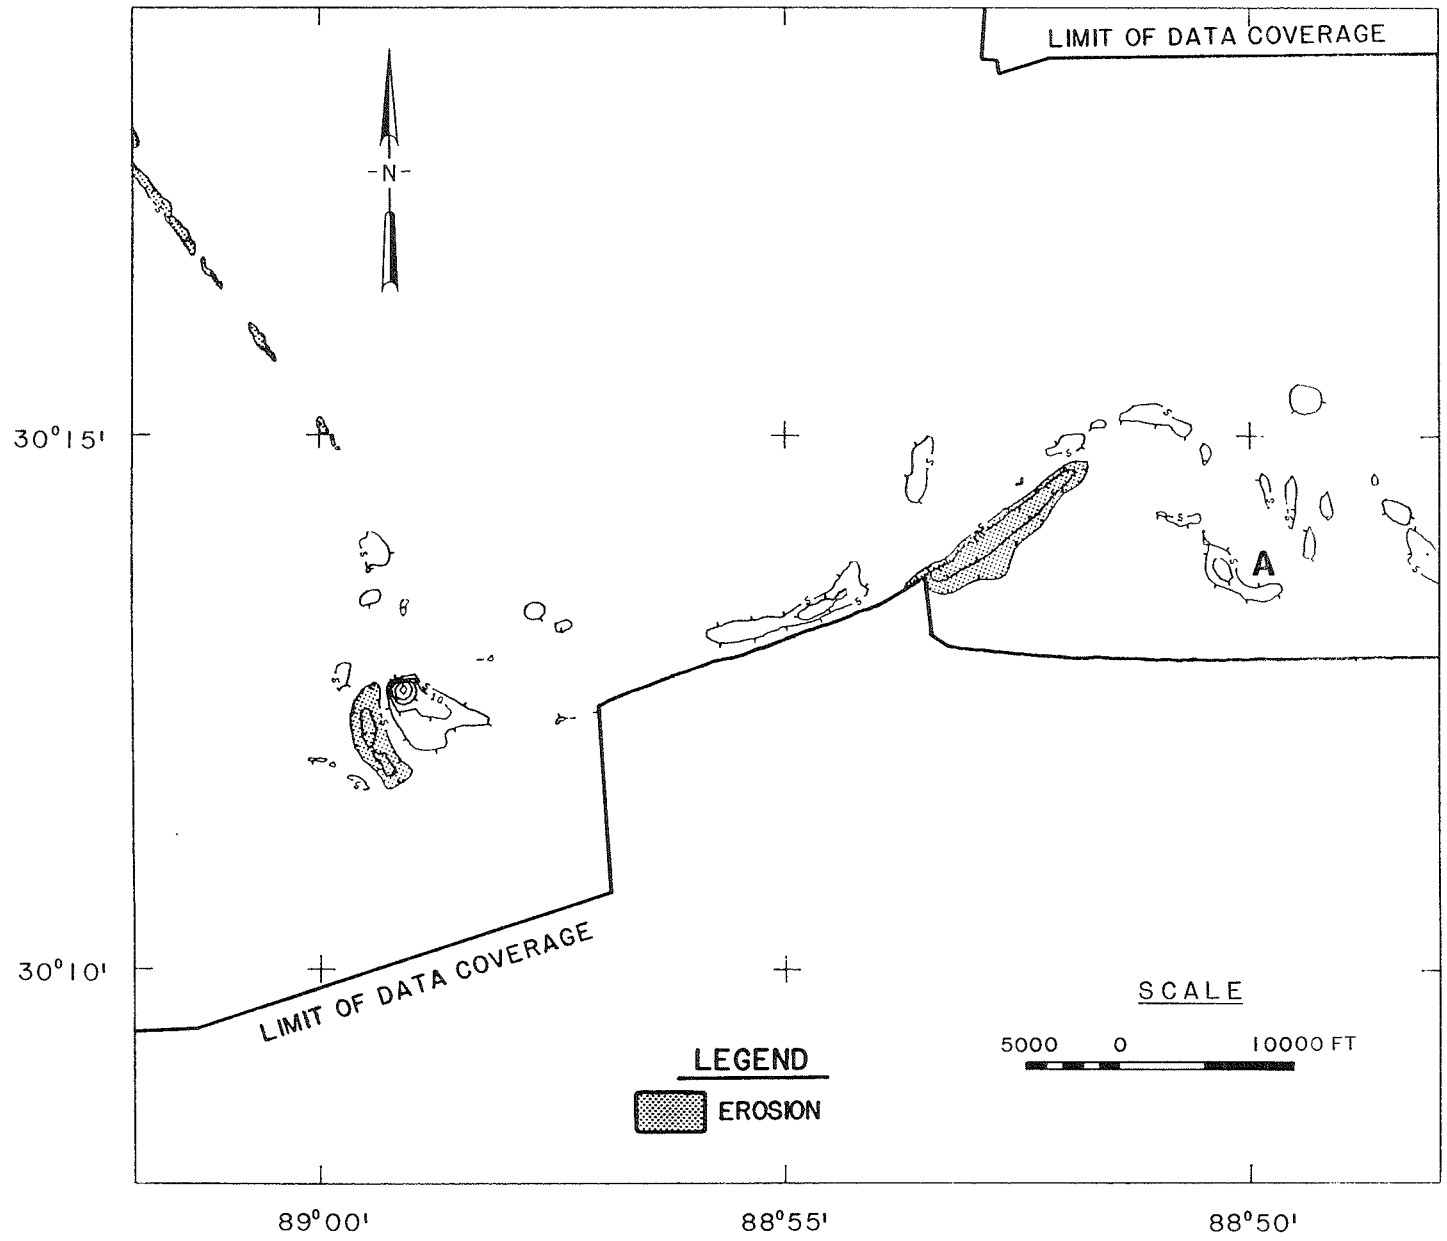 LIMIT OF DATA COVERAGE
-N-
30°15'
A
10
30°10'
LIMIT OF DATA COVERAGE
SCALE
5000 0 10000 FT
LEGEND
EROSION
89°00' 88°55' 88°50'